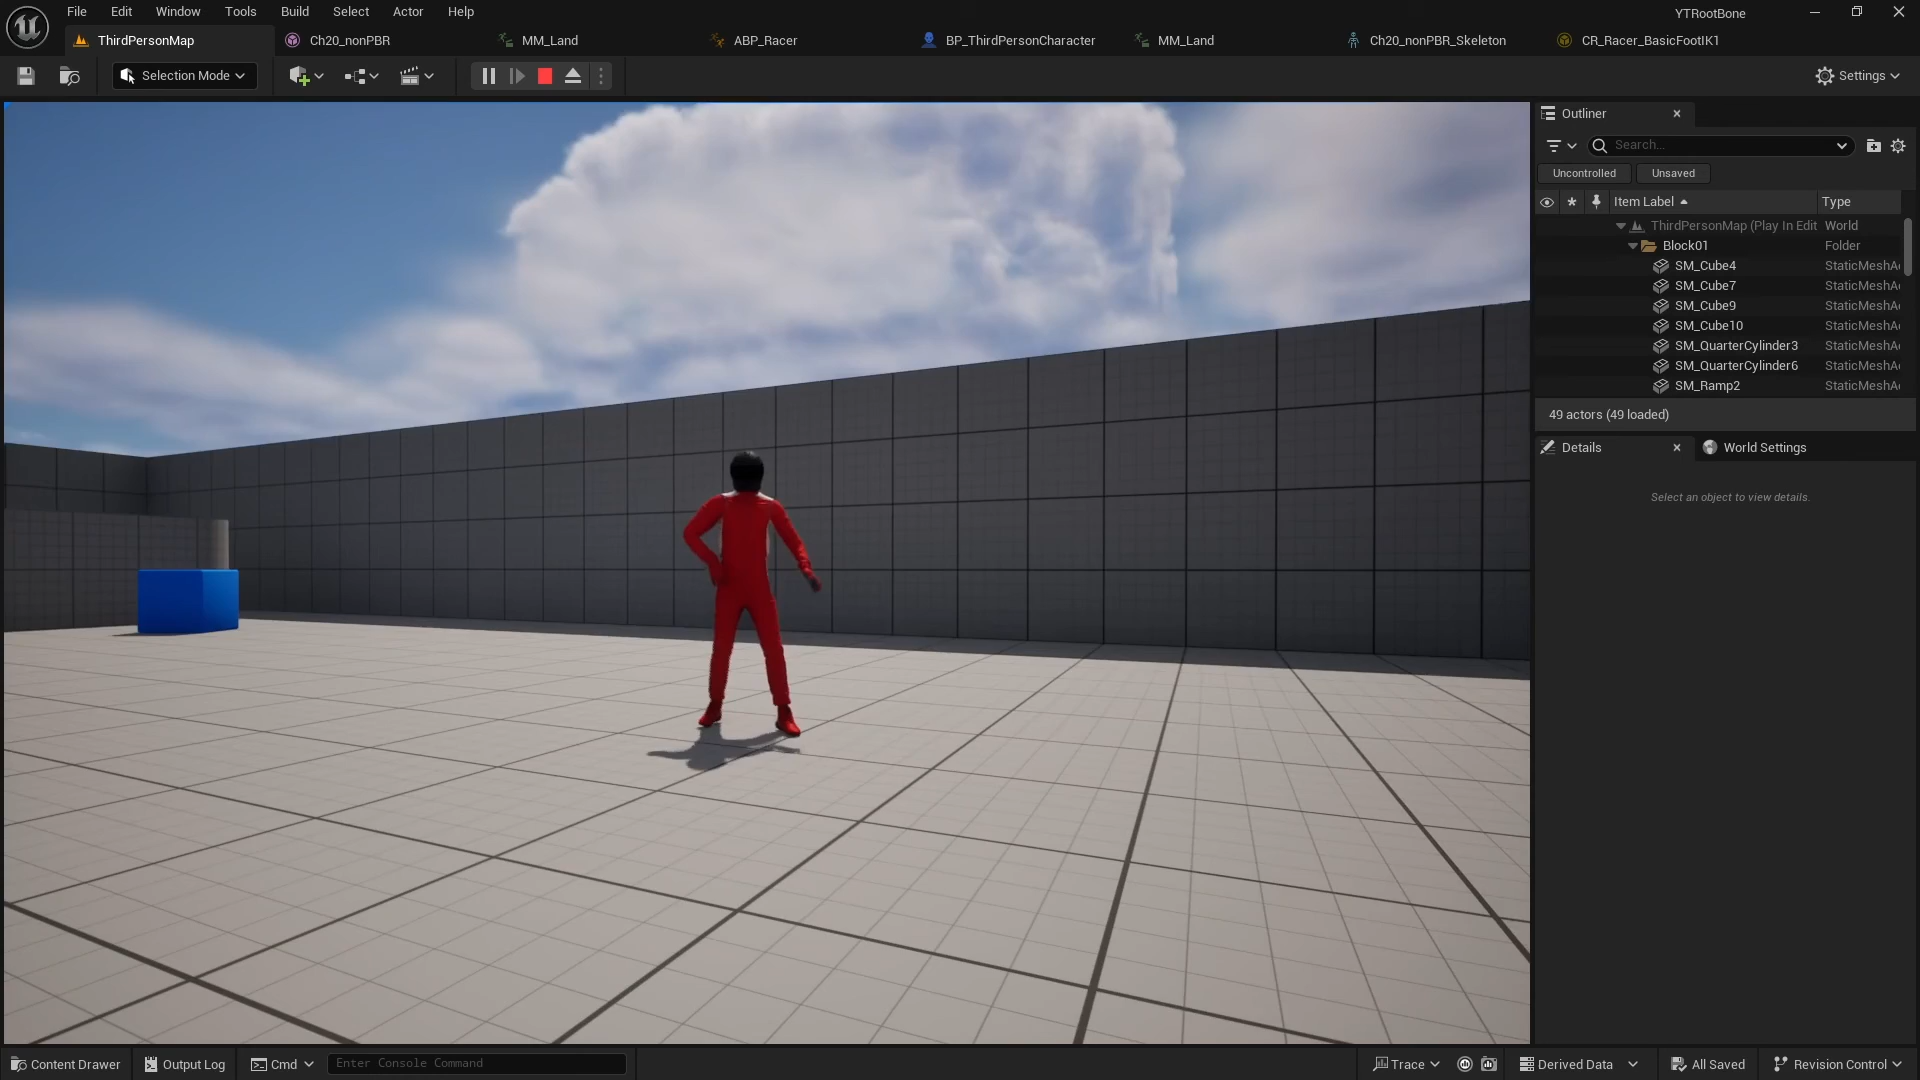 File Edit Window Tools Build Select Actor Help
YTRootBone
ThirdPersonMap
Ch20_nonPBR
MM_Land
ABP_Racer
BP_ThirdPersonCharacter
MM_Land
Ch20_nonPBR_Skeleton
CR_Racer_BasicFootIK1
Selection Mode
Settings
Outliner
Search...
Uncontrolled
Unsaved
Item Label
Type
ThirdPersonMap (Play In Edit World
Block01 Folder
SM_Cube4 StaticMeshA
SM_Cube7 StaticMeshA
SM_Cube9 StaticMeshA
SM_Cube10 StaticMeshA
SM_QuarterCylinder3 StaticMeshA
SM_QuarterCylinder6 StaticMeshA
SM_Ramp2 StaticMeshA
49 actors (49 loaded)
Details
World Settings
Select an object to view details.
Content Drawer
Output Log
Cmd
Enter Console Command
Trace
Derived Data
All Saved
Revision Control